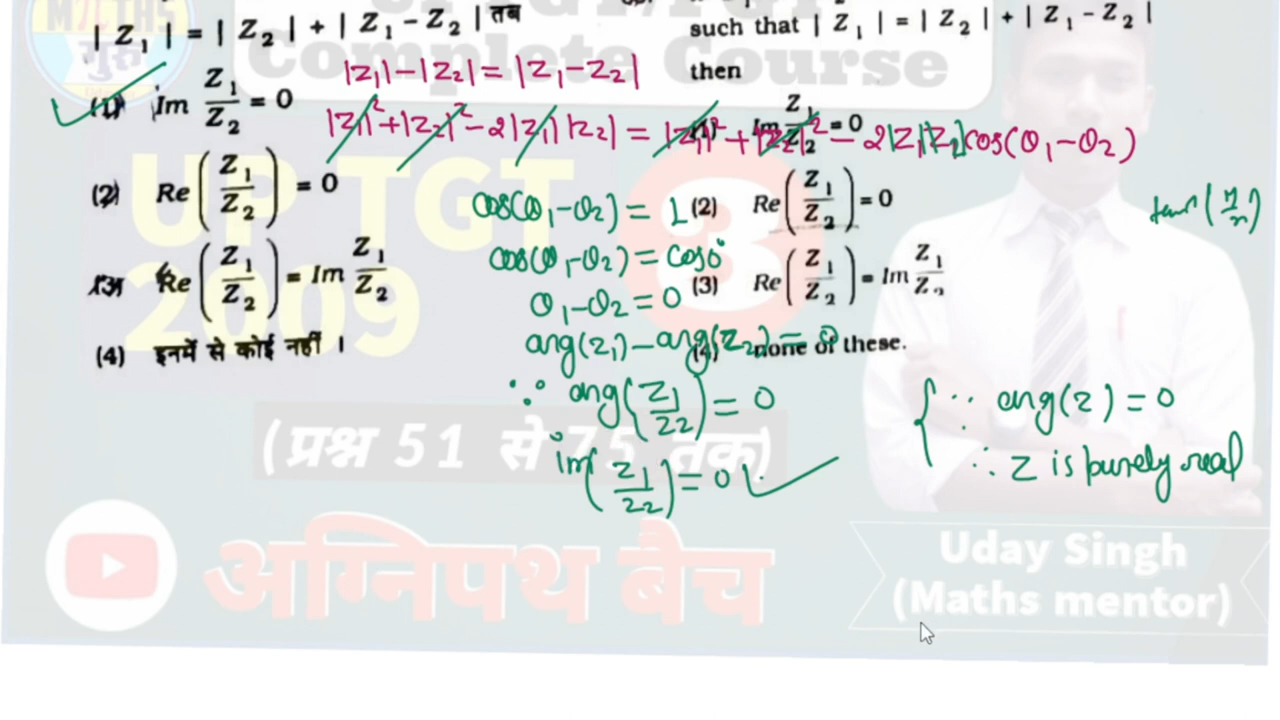 | Z₁ | = | Z₂ | + | Z₁ - Z₂ | तब
such that | Z₁ | = | Z₂ | + | Z₁ - Z₂ |
Complete Course
|z₁| - |z₂| = |z₁ - z₂|
then
(1) Im Z₁/Z₂ = 0
(1) Im Z₁/Z₂ = 0
|z₁|² + |z₂|² - 2|z₁||z₂| = |z₁|² + |z₂|² - 2|z₁||z₂|cos(θ₁-θ₂)
UP TGT
2009
3
(2) Re (Z₁/Z₂) = 0
cos(θ₁-θ₂) = 1
(2) Re (Z₁/Z₂) = 0
cos(θ₁-θ₂) = cos0°
(3) Re (Z₁/Z₂) = Im Z₁/Z₂
(3) Re (Z₁/Z₂) = Im Z₁/Z₂
θ₁-θ₂ = 0
arg(z₁) - arg(z₂) = 0
(4) इनमें से कोई नहीं ।
(4) none of these.
∵ arg(z₁/z₂) = 0
∵ arg(z) = 0
(प्रश्न 51 से 75 तक)
im(z₁/z₂) = 0
∴ z is purely real
अग्निपथ बैच
Uday Singh
(Maths mentor)